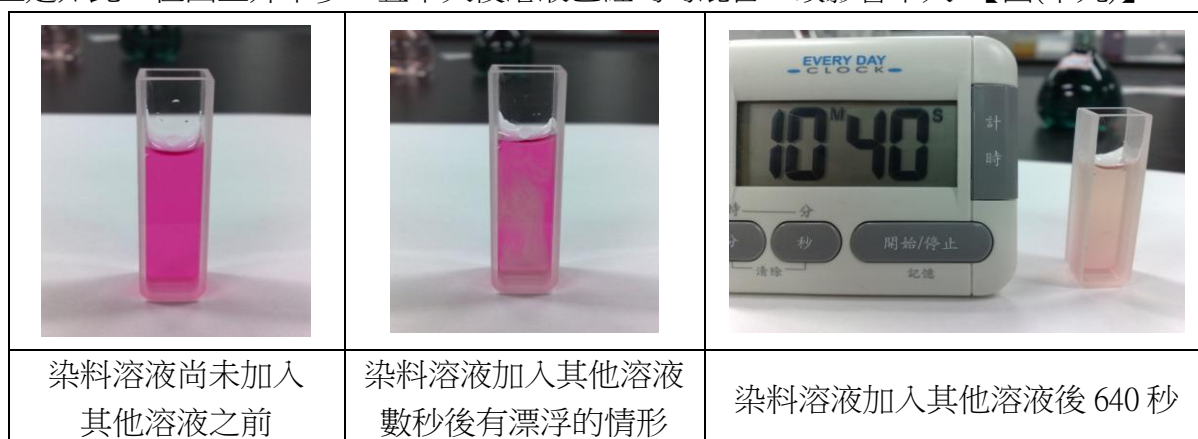 EVERY DAY
CLOCK
10 M 40 S
計時
分
秒
開始/停止
清除
記憶
染料溶液尚未加入
其他溶液之前
染料溶液加入其他溶液
數秒後有漂浮的情形
染料溶液加入其他溶液後 640 秒